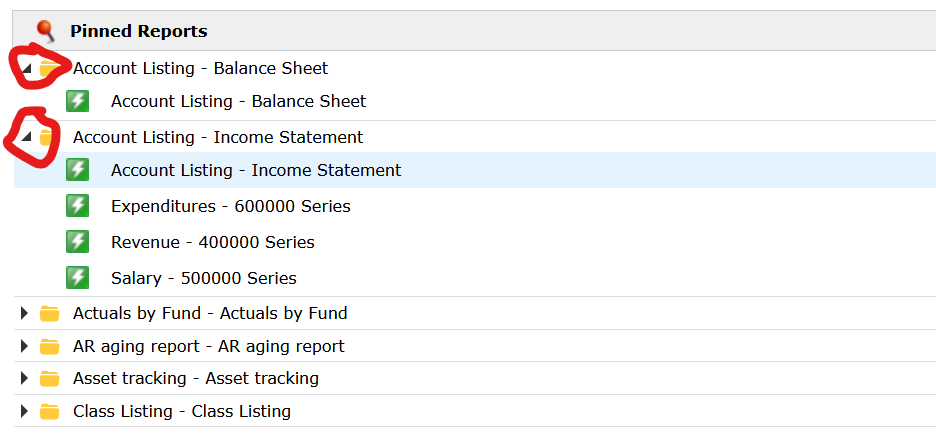 Pinned Reports
Account Listing - Balance Sheet
Account Listing - Balance Sheet
Account Listing - Income Statement
Account Listing - Income Statement
Expenditures - 600000 Series
Revenue - 400000 Series
Salary - 500000 Series
Actuals by Fund - Actuals by Fund
AR aging report - AR aging report
Asset tracking - Asset tracking
Class Listing - Class Listing